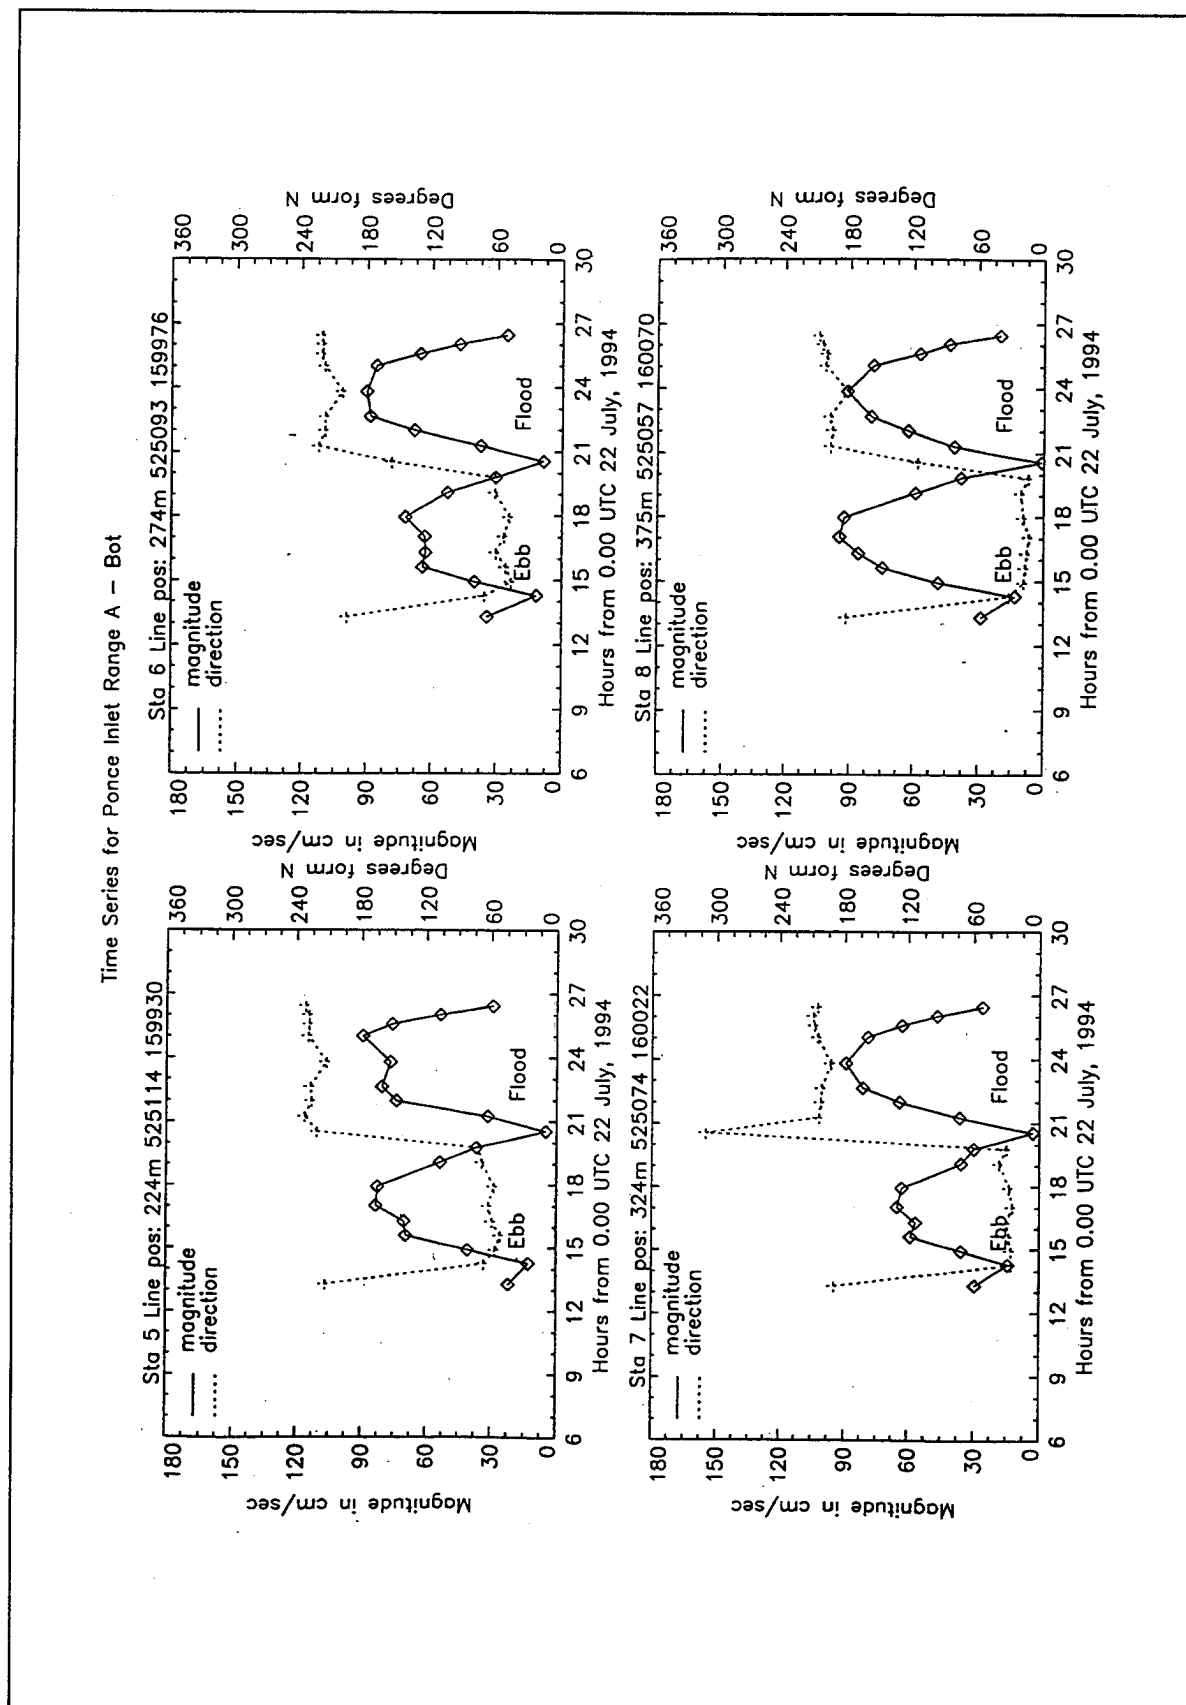 Time Series for Ponce Inlet Range A – Bot
Sta 5 Line pos: 224m 525114 159930
magnitude
direction
Magnitude in cm/sec
180
150
120
90
60
30
0
Ebb
Flood
360
300
240
180
120
60
0
Degrees form N
6 9 12 15 18 21 24 27 30
Hours from 0.00 UTC 22 July, 1994
Sta 6 Line pos: 274m 525093 159976
magnitude
direction
Magnitude in cm/sec
180
150
120
90
60
30
0
Ebb
Flood
360
300
240
180
120
60
0
Degrees form N
6 9 12 15 18 21 24 27 30
Hours from 0.00 UTC 22 July, 1994
Sta 7 Line pos: 324m 525074 160022
magnitude
direction
Magnitude in cm/sec
180
150
120
90
60
30
0
Ebb
Flood
360
300
240
180
120
60
0
Degrees form N
6 9 12 15 18 21 24 27 30
Hours from 0.00 UTC 22 July, 1994
Sta 8 Line pos: 375m 525057 160070
magnitude
direction
Magnitude in cm/sec
180
150
120
90
60
30
0
Ebb
Flood
360
300
240
180
120
60
0
Degrees form N
6 9 12 15 18 21 24 27 30
Hours from 0.00 UTC 22 July, 1994